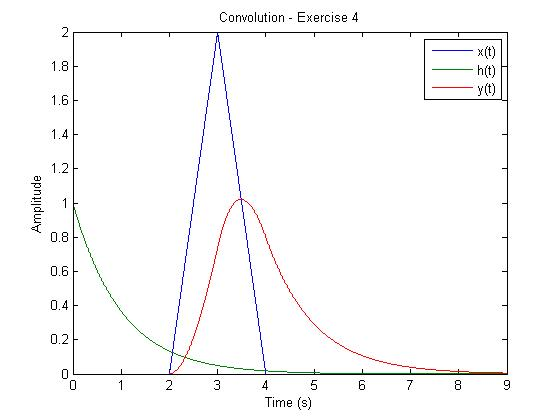 Convolution - Exercise 4
x(t)
h(t)
y(t)
Amplitude
2
1.8
1.6
1.4
1.2
1
0.8
0.6
0.4
0.2
0
0 1 2 3 4 5 6 7 8 9
Time (s)